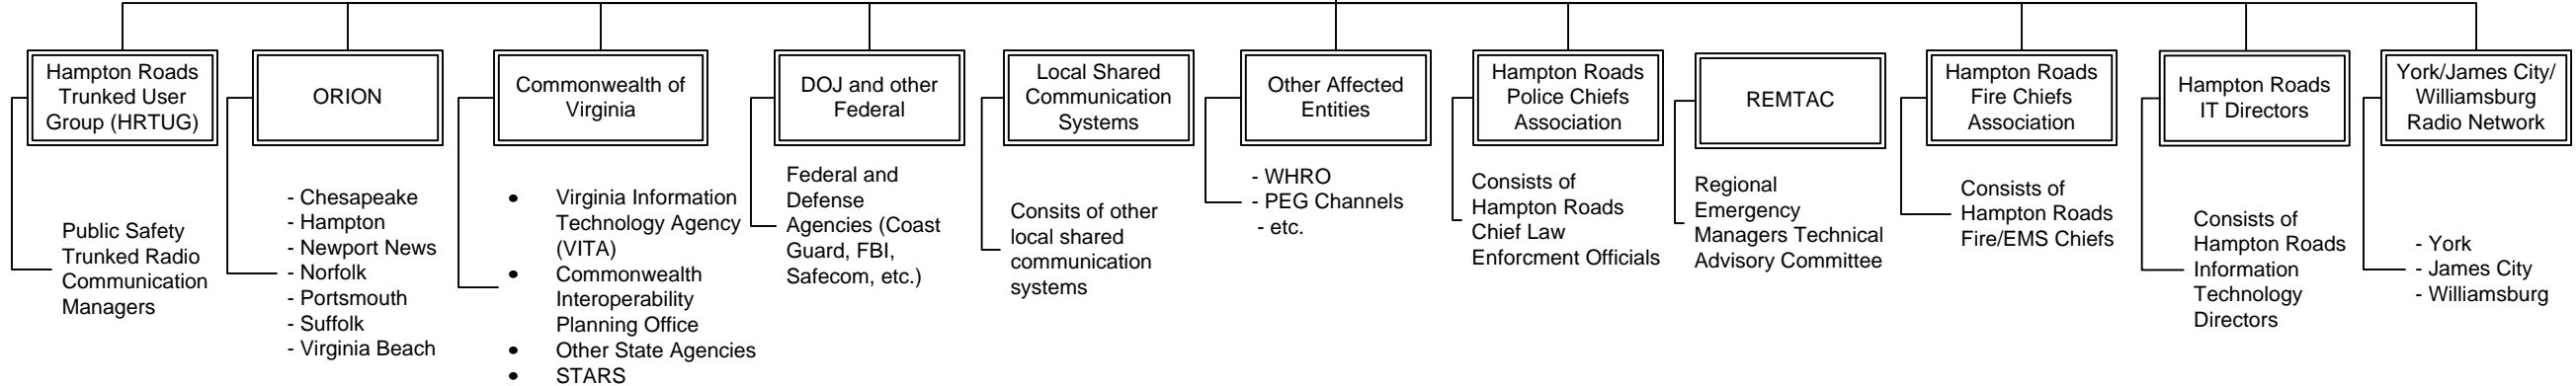 Hampton Roads
Trunked User
Group (HRTUG)
ORION
Commonwealth of
Virginia
DOJ and other
Federal
Local Shared
Communication
Systems
Other Affected
Entities
Hampton Roads
Police Chiefs
Association
REMTAC
Hampton Roads
Fire Chiefs
Association
Hampton Roads
IT Directors
York/James City/
Williamsburg
Radio Network
Public Safety
Trunked Radio
Communication
Managers
- Chesapeake
- Hampton
- Newport News
- Norfolk
- Portsmouth
- Suffolk
- Virginia Beach
• Virginia Information
Technology Agency
(VITA)
• Commonwealth
Interoperability
Planning Office
• Other State Agencies
• STARS
Federal and
Defense
Agencies (Coast
Guard, FBI,
Safecom, etc.)
Consits of other
local shared
communication
systems
- WHRO
- PEG Channels
- etc.
Consists of
Hampton Roads
Chief Law
Enforcment Officials
Regional
Emergency
Managers Technical
Advisory Committee
Consists of
Hampton Roads
Fire/EMS Chiefs
Consists of
Hampton Roads
Information
Technology
Directors
- York
- James City
- Williamsburg